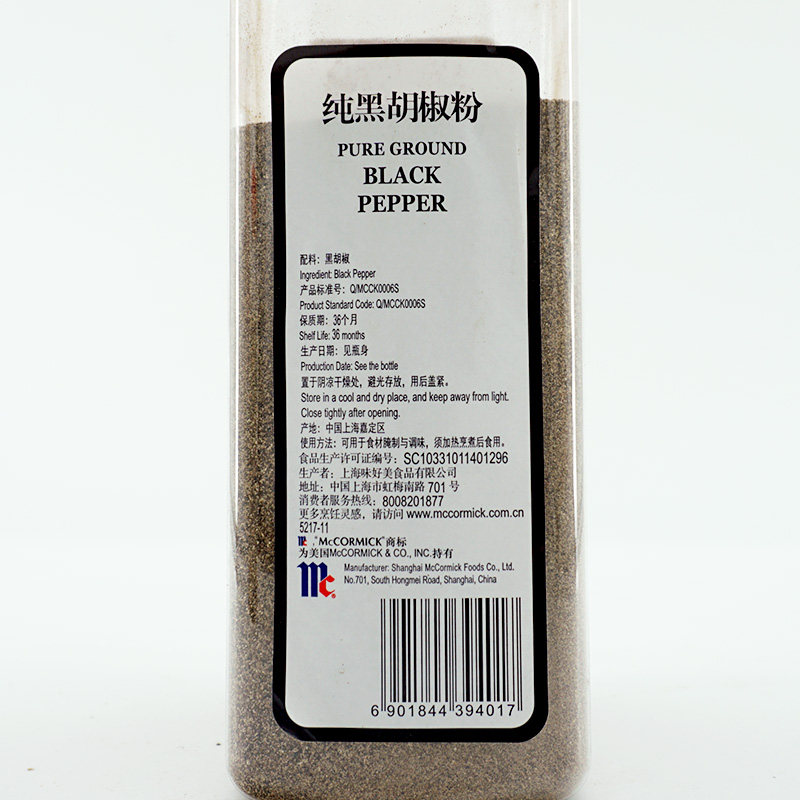 纯黑胡椒粉
PURE GROUND
BLACK
PEPPER
配料：黑胡椒
Ingredient: Black Pepper
产品标准号：Q/MCCK0006S
Product Standard Code: Q/MCCK0006S
保质期：36个月
Shelf Life: 36 months
生产日期：见瓶身
Production Date: See the bottle
置于阴凉干燥处，避光存放，用后盖紧。
Store in a cool and dry place, and keep away from light.
Close tightly after opening.
产地：中国上海嘉定区
使用方法：可用于食材腌制与调味，须加热烹煮后食用。
食品生产许可证编号：SC10331011401296
生产者：上海味好美食品有限公司
地址：中国上海市虹梅南路 701 号
消费者服务热线：8008201877
更多烹饪灵感，请访问 www.mccormick.com.cn
5217-11
Mc ,"McCORMICK"商标
为美国McCORMICK & CO., INC.持有
Mc® Manufacturer: Shanghai McCormick Foods Co., Ltd.
No.701, South Hongmei Road, Shanghai, China
6 901844 394017